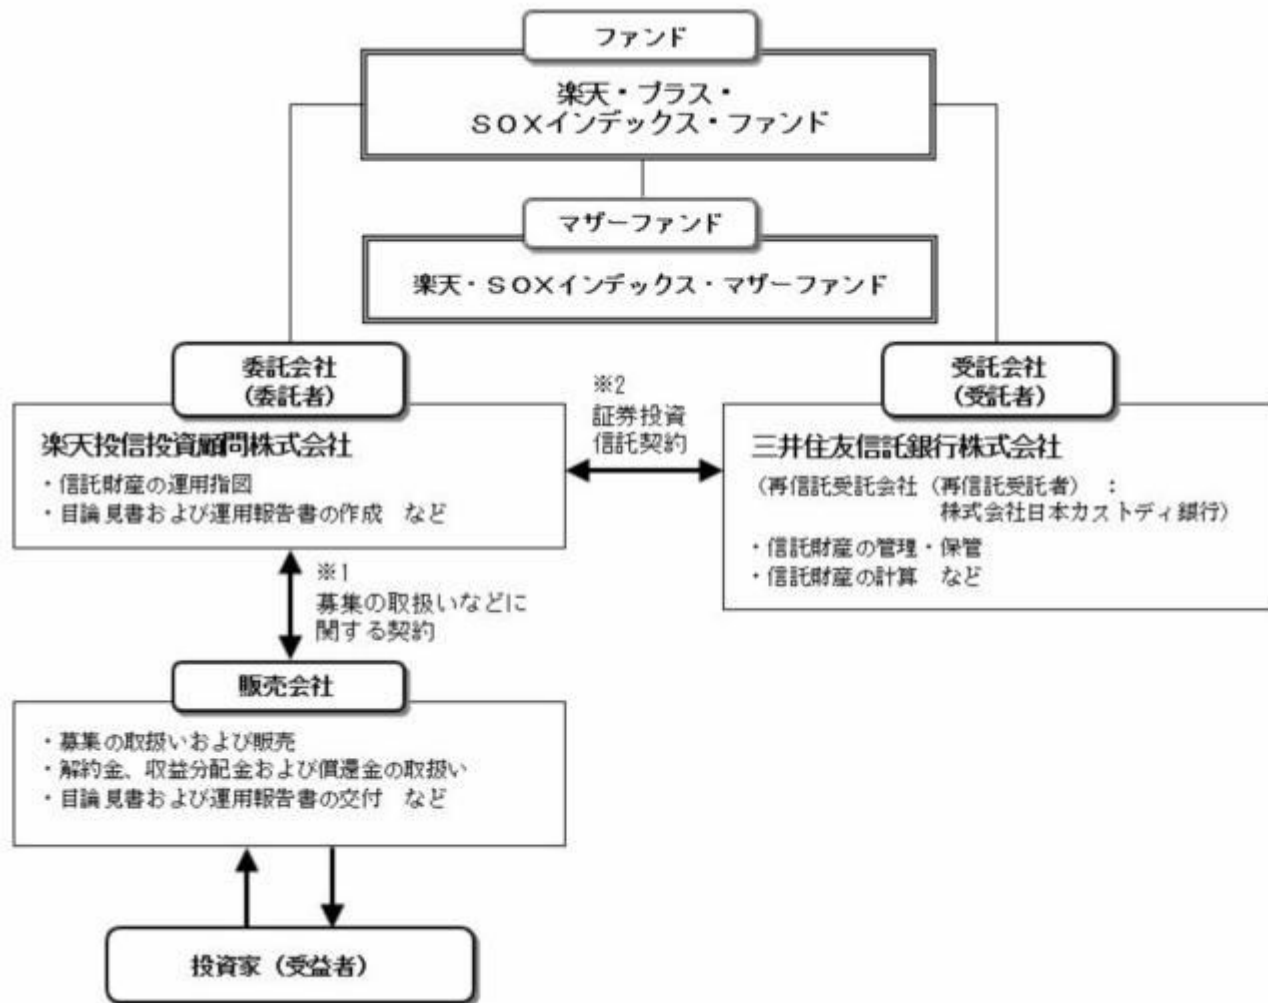 ファンド
楽天・プラス・
SOXインデックス・ファンド
マザーファンド
楽天・SOXインデックス・マザーファンド
委託会社
(委託者)
楽天投信投資顧問株式会社
・信託財産の運用指図
・目論見書および運用報告書の作成 など
※2
証券投資
信託契約
受託会社
(受託者)
三井住友信託銀行株式会社
(再信託受託会社(再信託受託者) :
株式会社日本カストディ銀行)
・信託財産の管理・保管
・信託財産の計算 など
※1
募集の取扱いなどに
関する契約
販売会社
・募集の取扱いおよび販売
・解約金、収益分配金および償還金の取扱い
・目論見書および運用報告書の交付 など
投資家(受益者)